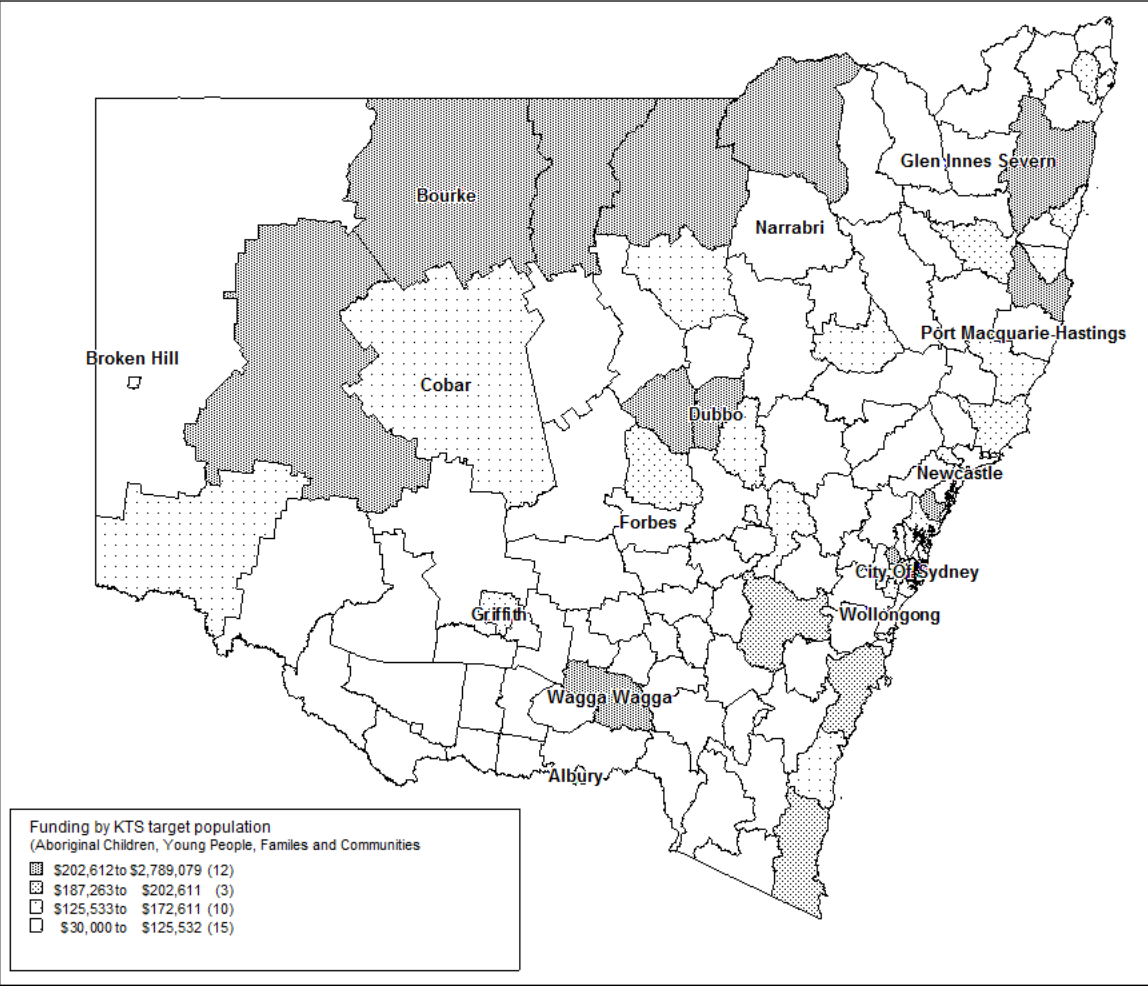 Glen Innes Severn
Bourke
Narrabri
Port Macquarie-Hastings
Broken Hill
Cobar
Dubbo
Newcastle
Forbes
City Of Sydney
Griffith
Wollongong
Wagga Wagga
Albury
Funding by KTS target population
(Aboriginal Children, Young People, Familes and Communities
$202,612 to $2,789,079 (12)
$187,263 to $202,611 (3)
$125,533 to $172,611 (10)
$30,000 to $125,532 (15)